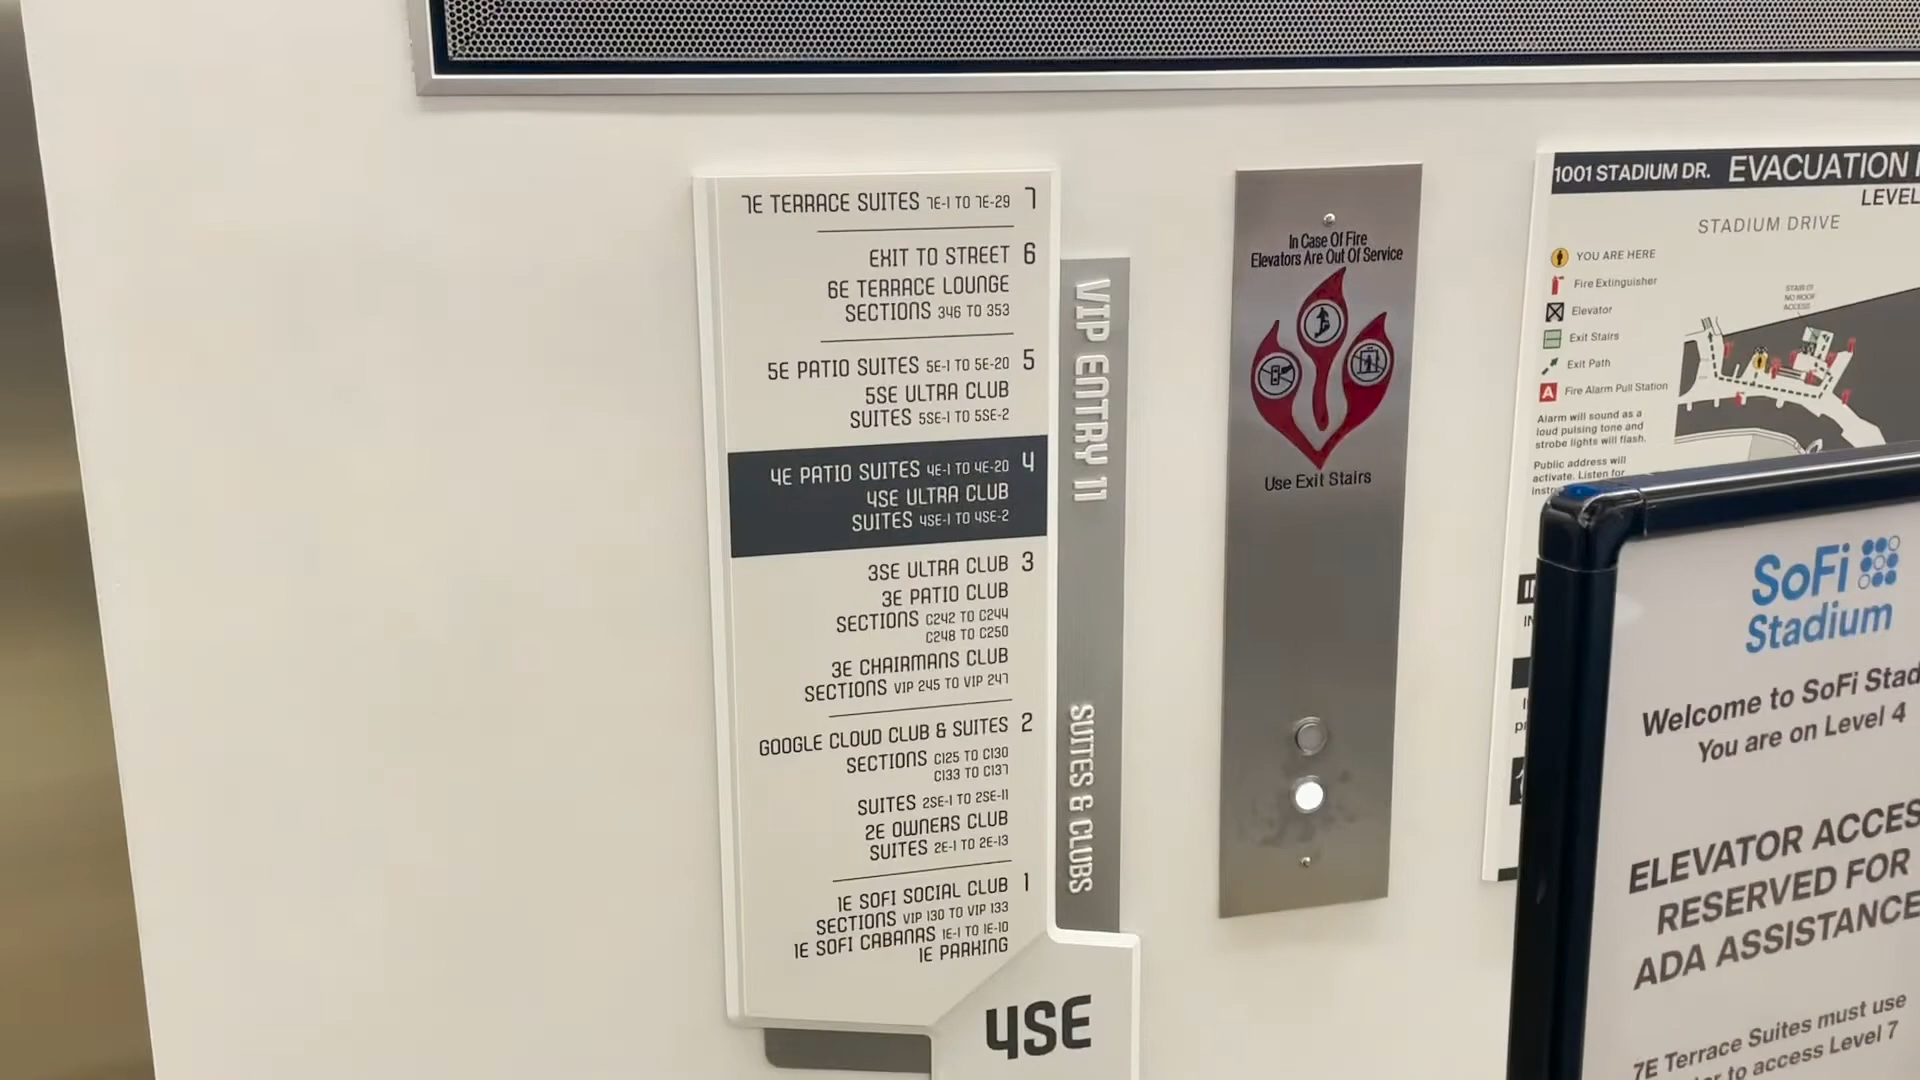 7E TERRACE SUITES 7E-1 TO 7E-29 7
EXIT TO STREET 6
6E TERRACE LOUNGE
SECTIONS 346 TO 353
5E PATIO SUITES 5E-1 TO 5E-20 5
5SE ULTRA CLUB
SUITES 5SE-1 TO 5SE-2
4E PATIO SUITES 4E-1 TO 4E-20 4
4SE ULTRA CLUB
SUITES 4SE-1 TO 4SE-2
3SE ULTRA CLUB 3
3E PATIO CLUB
SECTIONS C242 TO C244
C248 TO C250
3E CHAIRMANS CLUB
SECTIONS VIP 245 TO VIP 247
GOOGLE CLOUD CLUB & SUITES 2
SECTIONS C125 TO C130
C133 TO C137
SUITES 2SE-1 TO 2SE-11
2E OWNERS CLUB
SUITES 2E-1 TO 2E-13
1E SOFI SOCIAL CLUB 1
SECTIONS VIP 130 TO VIP 133
1E SOFI CABANAS 1E-1 TO 1E-10
1E PARKING
4SE
VIP ENTRY 11
SUITES & CLUBS
In Case Of Fire
Elevators Are Out Of Service
Use Exit Stairs
1001 STADIUM DR. EVACUATION
LEVEL
STADIUM DRIVE
YOU ARE HERE
Fire Extinguisher
Elevator
Exit Stairs
Exit Path
A Fire Alarm Pull Station
Alarm will sound as a
loud pulsing tone and
strobe lights will flash.
Public address will
activate. Listen for
NO ROOF
ACCESS
SoFi
Stadium
Welcome to SoFi Stad
You are on Level 4
ELEVATOR ACCES
RESERVED FOR
ADA ASSISTANCE
7E Terrace Suites must use
to access Level 7